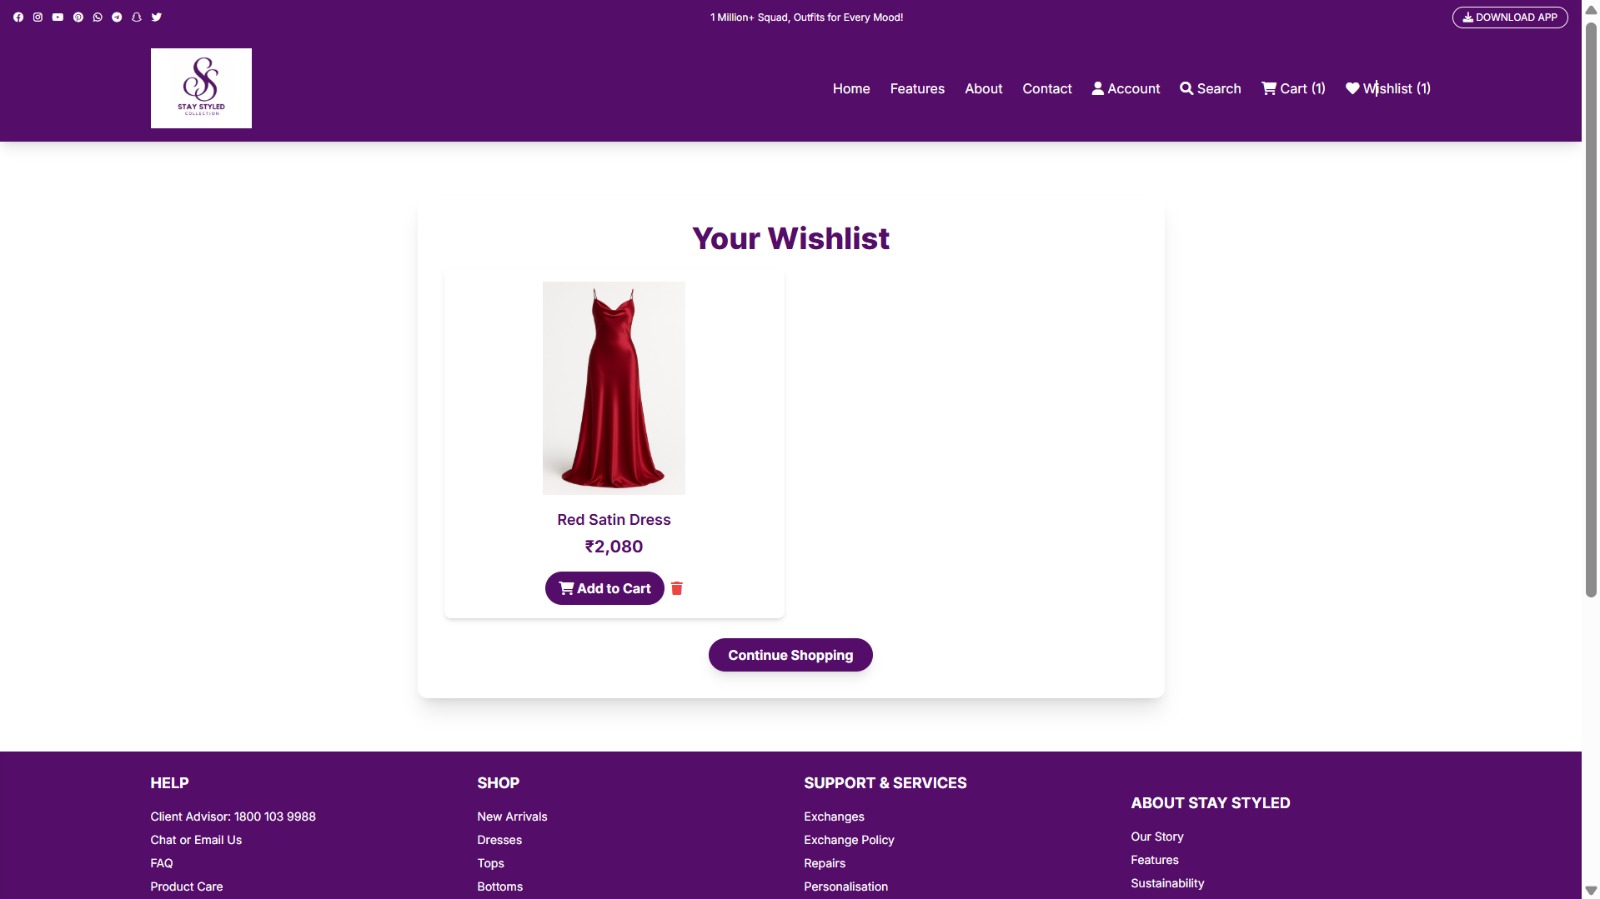 1 Million+ Squad, Outfits for Every Mood!
DOWNLOAD APP
STAY STYLED
COLLECTION
Home
Features
About
Contact
Account
Search
Cart (1)
Wishlist (1)
Your Wishlist
Red Satin Dress
₹2,080
Add to Cart
Continue Shopping
HELP
Client Advisor: 1800 103 9988
Chat or Email Us
FAQ
Product Care
SHOP
New Arrivals
Dresses
Tops
Bottoms
SUPPORT & SERVICES
Exchanges
Exchange Policy
Repairs
Personalisation
ABOUT STAY STYLED
Our Story
Features
Sustainability